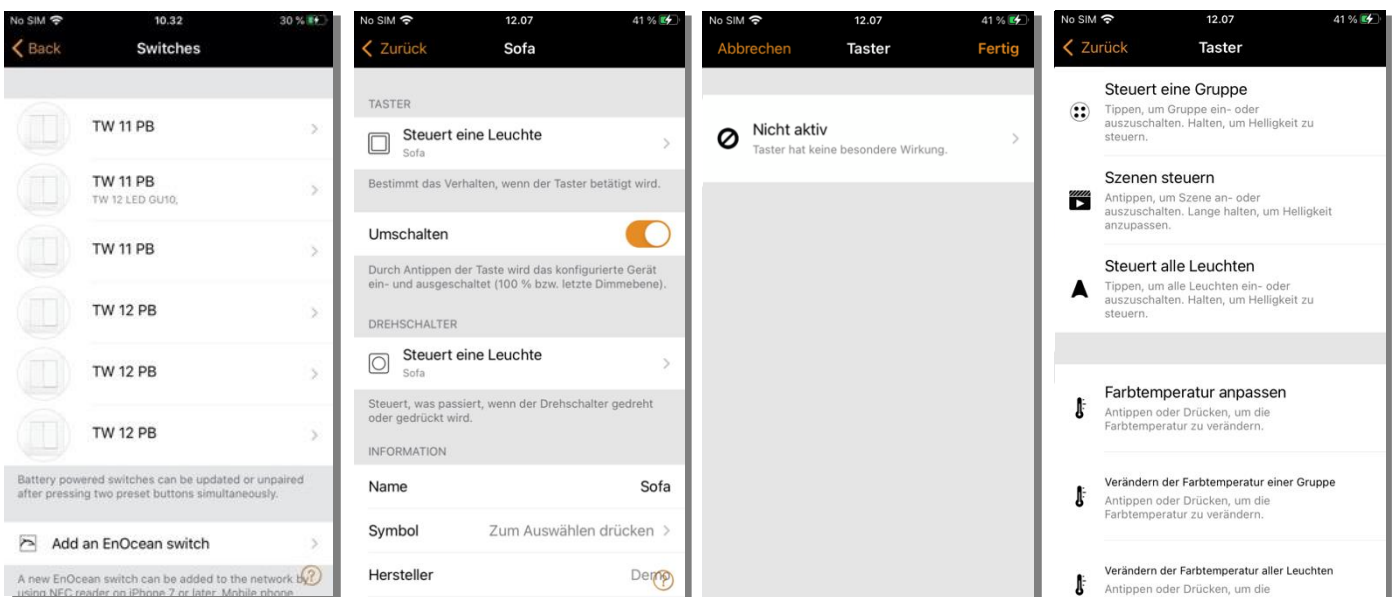 No SIM 10.32 30 %
Back Switches
TW 11 PB
TW 11 PB
TW 12 LED GU10,
TW 11 PB
TW 12 PB
TW 12 PB
TW 12 PB
Battery powered switches can be updated or unpaired
after pressing two preset buttons simultaneously.
Add an EnOcean switch
?
A new EnOcean switch can be added to the network by
using NFC reader on iPhone 7 or later. Mobile phone
No SIM 12.07 41 %
Zurück Sofa
TASTER
Steuert eine Leuchte
Sofa
Bestimmt das Verhalten, wenn der Taster betätigt wird.
Umschalten
Durch Antippen der Taste wird das konfigurierte Gerät
ein- und ausgeschaltet (100 % bzw. letzte Dimmebene).
DREHSCHALTER
Steuert eine Leuchte
Sofa
Steuert, was passiert, wenn der Drehschalter gedreht
oder gedrückt wird.
INFORMATION
Name Sofa
Symbol Zum Auswählen drücken
Hersteller Demo
?
No SIM 12.07 41 %
Abbrechen Taster Fertig
Nicht aktiv
Taster hat keine besondere Wirkung.
No SIM 12.07 41 %
Zurück Taster
Steuert eine Gruppe
Tippen, um Gruppe ein- oder
auszuschalten. Halten, um Helligkeit zu
steuern.
Szenen steuern
Antippen, um Szene an- oder
auszuschalten. Lange halten, um Helligkeit
anzupassen.
Steuert alle Leuchten
Tippen, um alle Leuchten ein- oder
auszuschalten. Halten, um Helligkeit zu
steuern.
Farbtemperatur anpassen
Antippen oder Drücken, um die
Farbtemperatur zu verändern.
Verändern der Farbtemperatur einer Gruppe
Antippen oder Drücken, um die
Farbtemperatur zu verändern.
Verändern der Farbtemperatur aller Leuchten
Antippen oder Drücken, um die